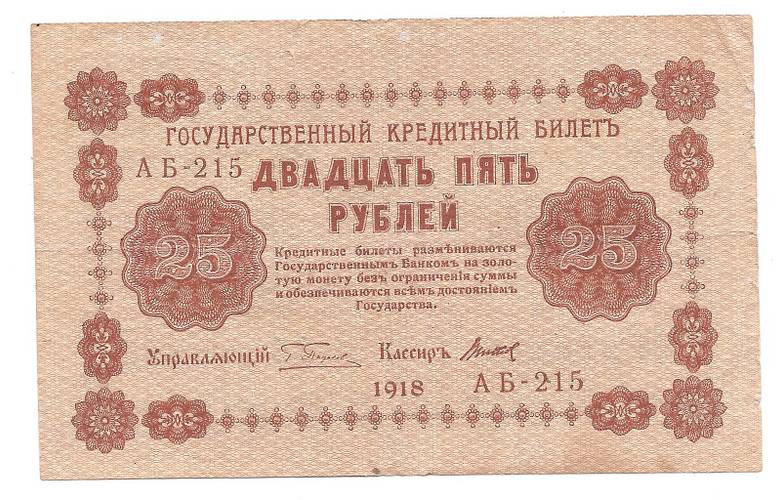 ГОСУДАРСТВЕННЫЙ КРЕДИТНЫЙ БИЛЕТЪ
АБ-215 ДВАДЦАТЬ ПЯТЬ
РУБЛЕЙ
25
Кредитные билеты размѣниваются
Государственнымъ Банкомъ на золо-
тую монету безъ ограниченія суммы
и обезпечиваются всѣмъ достояніемъ
Государства.
25
Управляющій
Кассиръ
1918 АБ-215